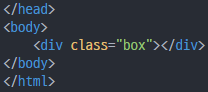 </head>
<body>
    <div class="box"></div>
</body>
</html>